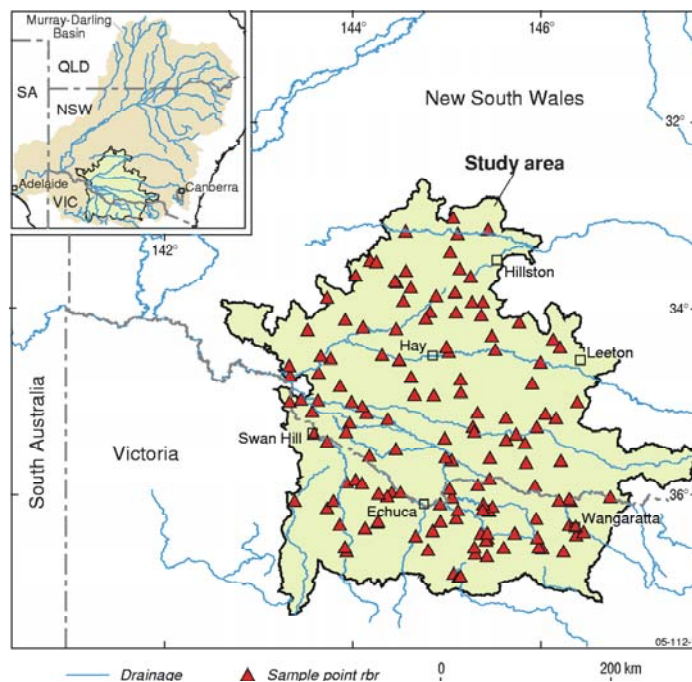 Murray-Darling
Basin
QLD
SA
NSW
Adelaide
Canberra
VIC
144°
146°
New South Wales
32°
Study area
142°
Hillston
34°
Hay
Leeton
South Australia
Victoria
Swan Hill
36°
Echuca
Wangaratta
05-112-
Drainage
Sample point rbr
0
200 km